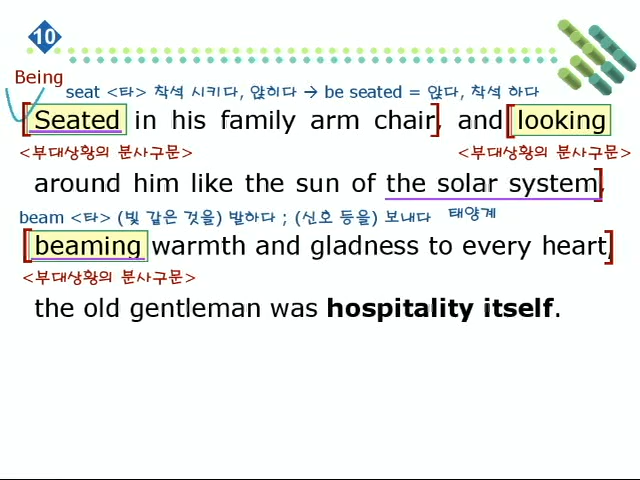 10
Being
seat <타> 착석 시키다, 앉히다 → be seated = 앉다, 착석 하다
[Seated in his family arm chair], and [looking
<부대상황의 분사구문> <부대상황의 분사구문>
around him like the sun of the solar system],
beam <타> (빛 같은 것을) 발하다 ; (신호 등을) 보내다 태양계
[beaming warmth and gladness to every heart],
<부대상황의 분사구문>
the old gentleman was hospitality itself.